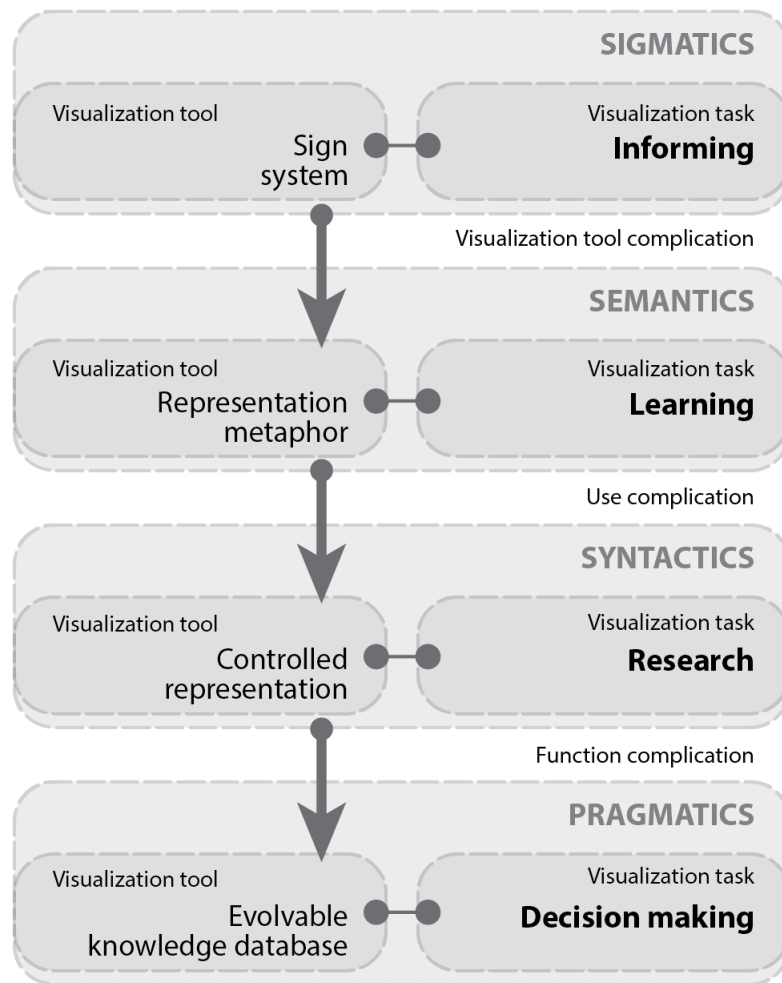 SIGMATICS
Visualization tool
Sign
system
Visualization task
Informing
Visualization tool complication
SEMANTICS
Visualization tool
Representation
metaphor
Visualization task
Learning
Use complication
SYNTACTICS
Visualization tool
Controlled
representation
Visualization task
Research
Function complication
PRAGMATICS
Visualization tool
Evolvable
knowledge database
Visualization task
Decision making